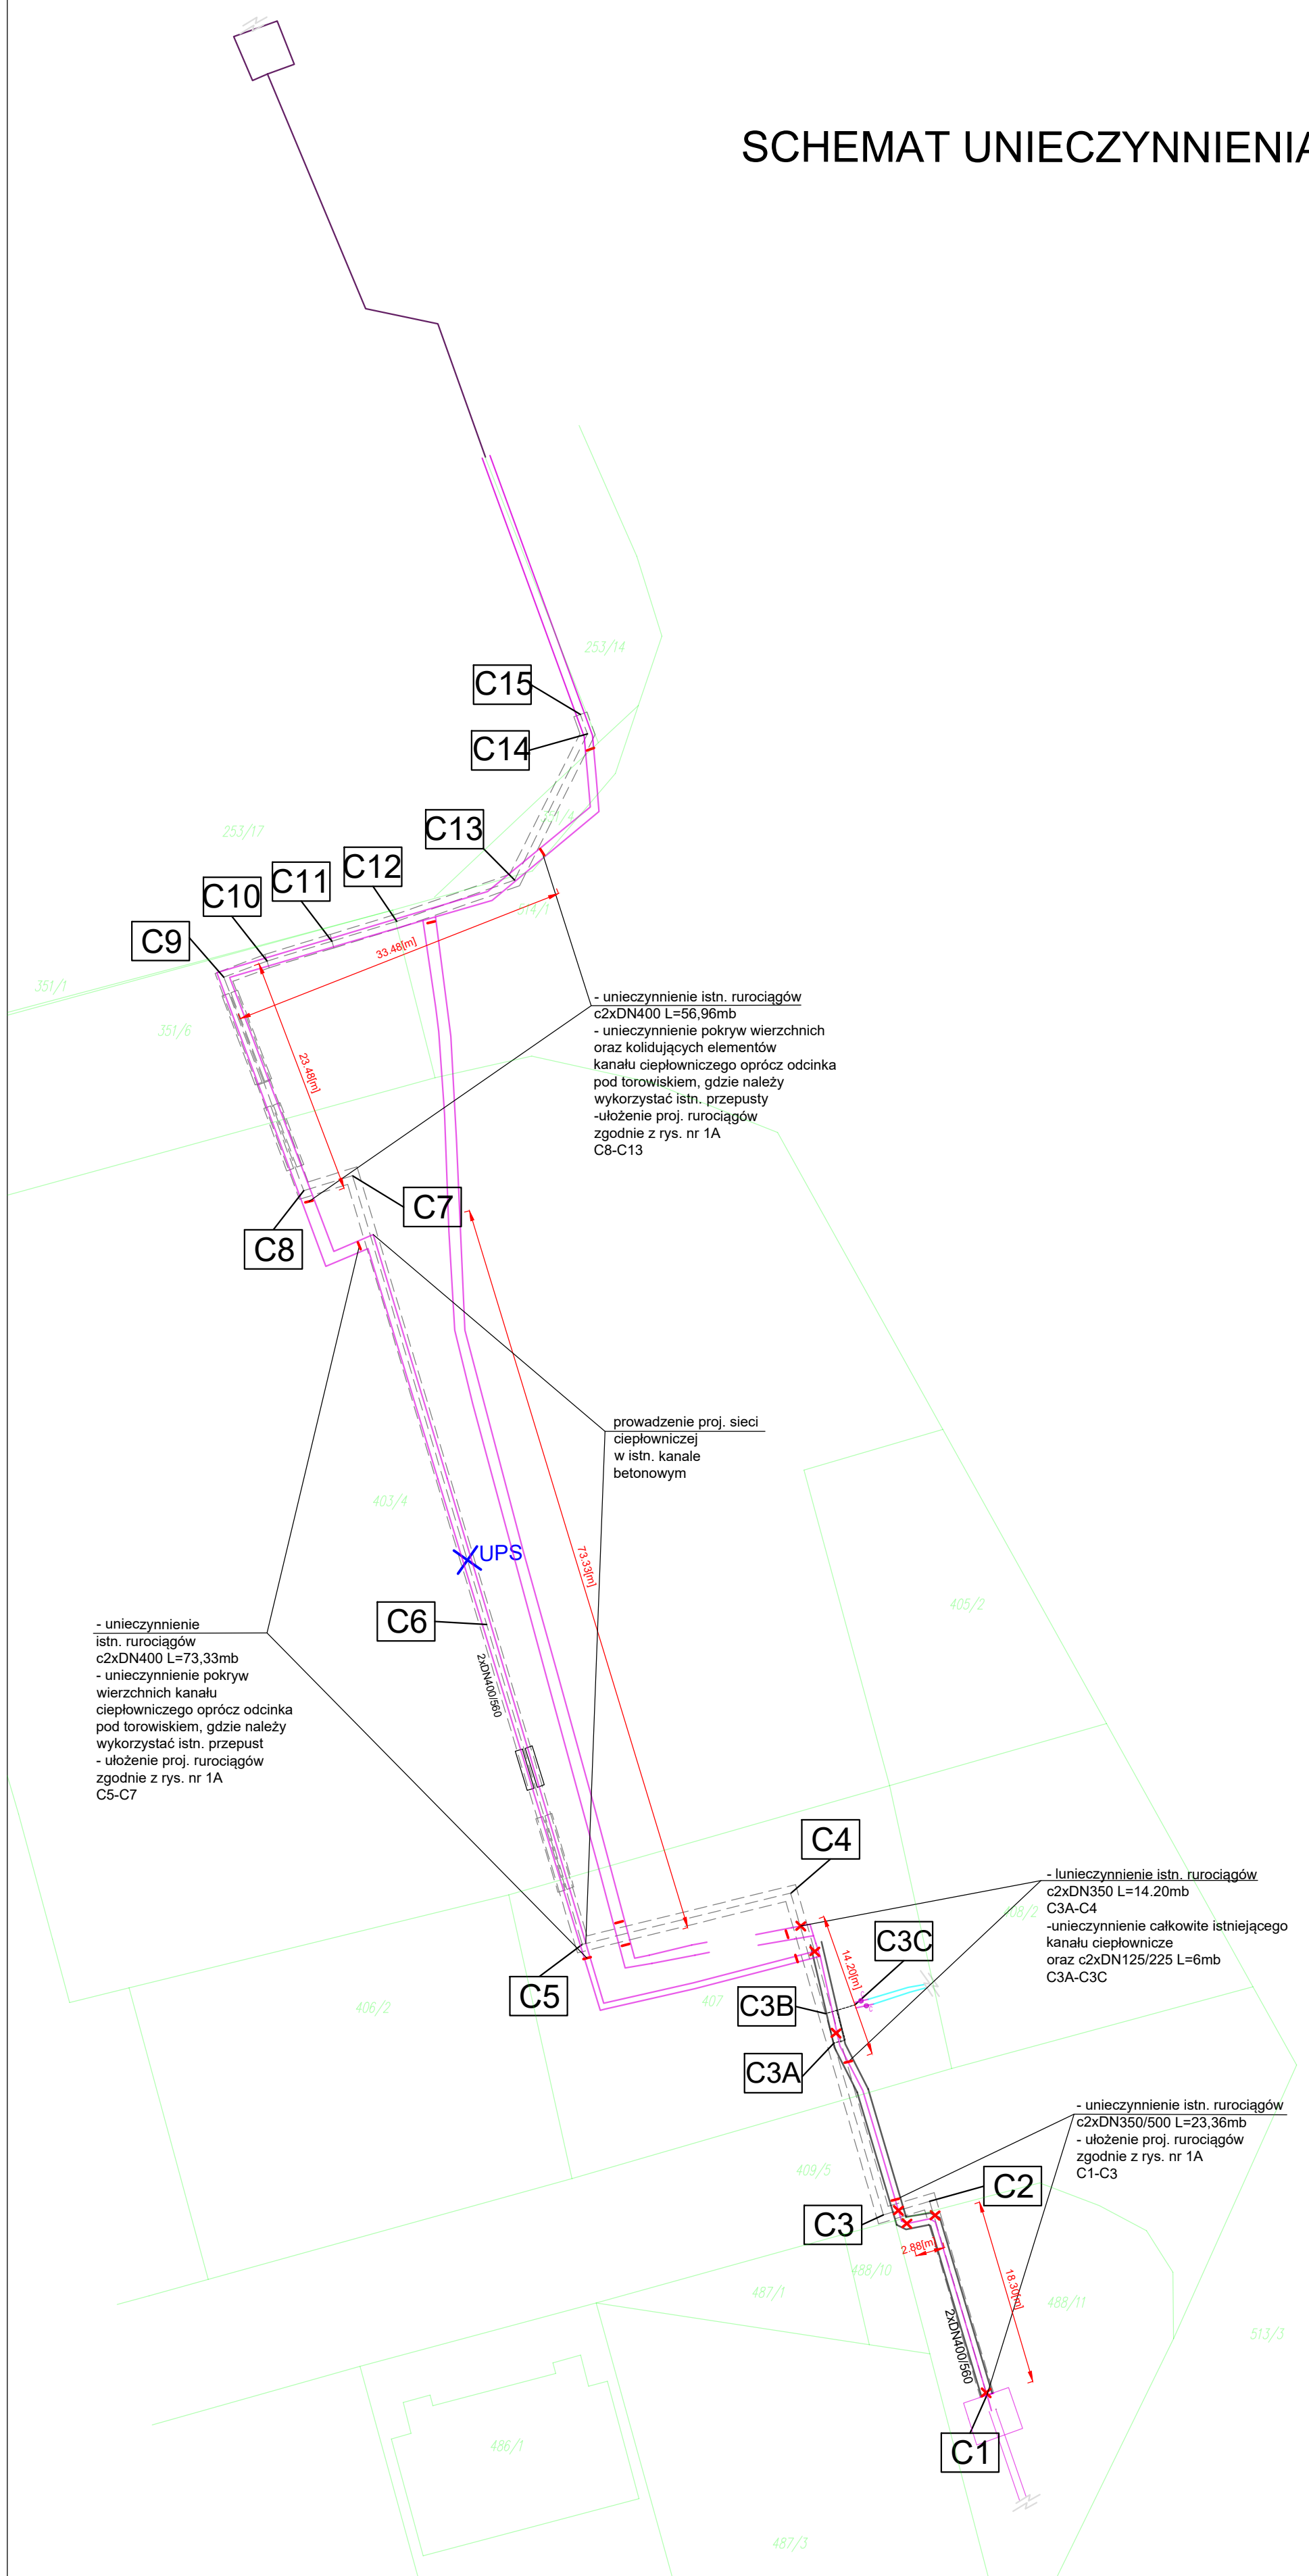 SCHEMAT UNIECZYNNIENIA
253/14
C15
C14
C13
253/17
C12
C11
C10
514/1
C9
33.48[m]
351/1
351/6
- unieczynnienie istn. rurociągów
c2xDN400 L=56,96mb
- unieczynnienie pokryw wierzchnich
oraz kolidujących elementów
kanału ciepłowniczego oprócz odcinka
pod torowiskiem, gdzie należy
wykorzystać istn. przepusty
-ułożenie proj. rurociągów
zgodnie z rys. nr 1A
C8-C13
23.48[m]
C7
C8
prowadzenie proj. sieci
ciepłowniczej
w istn. kanale
betonowym
403/4
UPS
73.33[m]
405/2
C6
- unieczynnienie
istn. rurociągów
c2xDN400 L=73,33mb
- unieczynnienie pokryw
wierzchnich kanału
ciepłowniczego oprócz odcinka
pod torowiskiem, gdzie należy
wykorzystać istn. przepust
- ułożenie proj. rurociągów
zgodnie z rys. nr 1A
C5-C7
2xDN400/560
C4
- lunieczynnienie istn. rurociągów
c2xDN350 L=14.20mb
C3A-C4
-unieczynnienie całkowite istniejącego
kanału ciepłownicze
oraz c2xDN125/225 L=6mb
C3A-C3C
408/2
C3C
14.20[m]
C5
406/2
407
C3B
C3A
- unieczynnienie istn. rurociągów
c2xDN350/500 L=23,36mb
- ułożenie proj. rurociągów
zgodnie z rys. nr 1A
C1-C3
409/5
C2
C3
2.88[m]
488/10
487/1
18.30[m]
488/11
513/3
2xDN400/560
486/1
C1
487/3